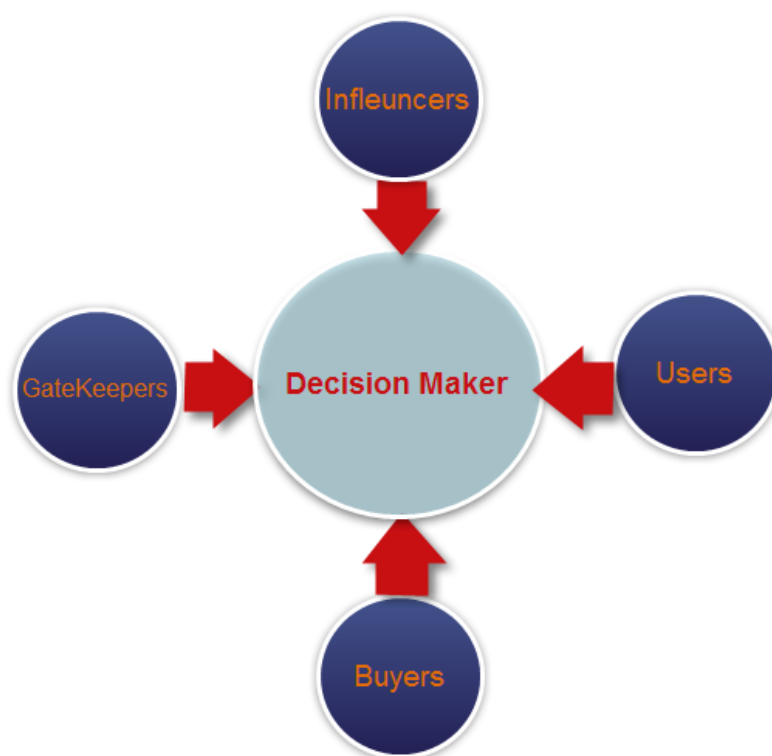 Infleuncers
GateKeepers
Decision Maker
Users
Buyers